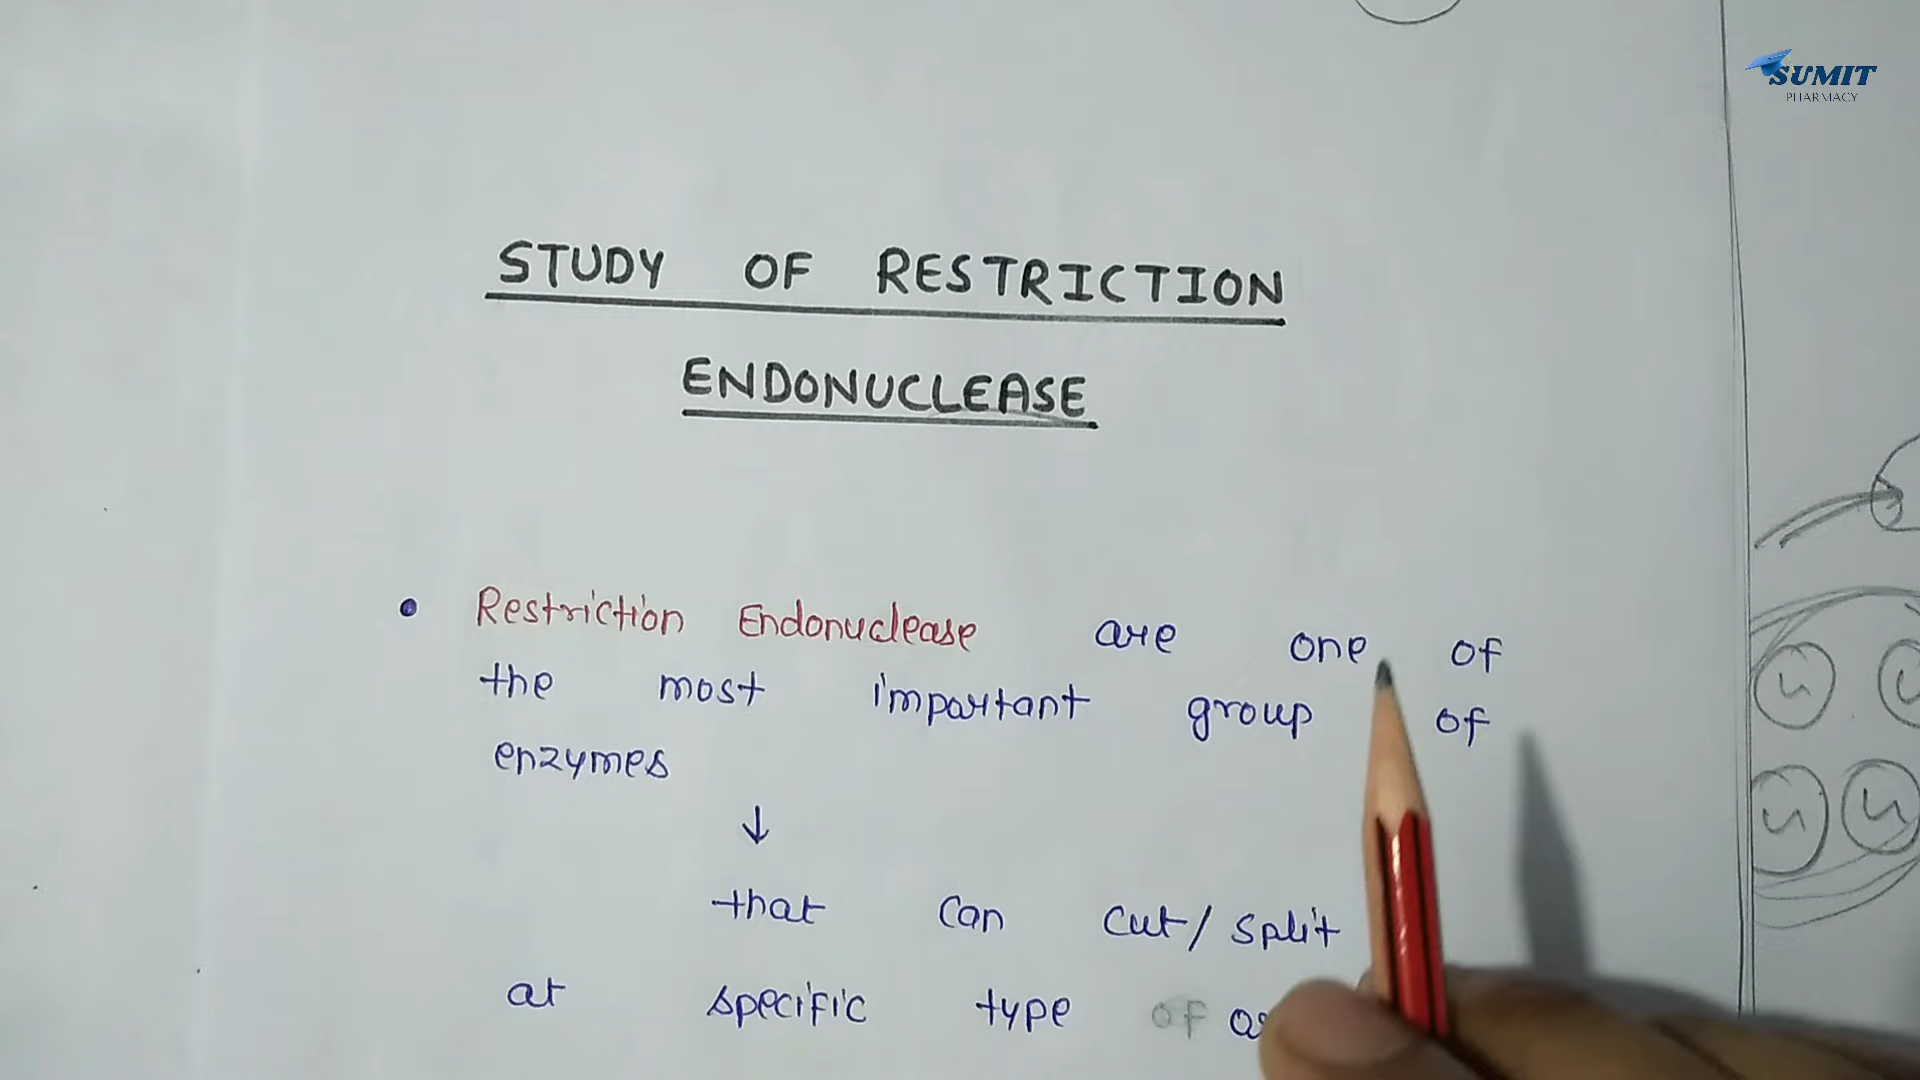 SUMIT
PHARMACY
STUDY OF RESTRICTION
ENDONUCLEASE
• Restriction Endonuclease are one of
the most important group of
enzymes
↓
that can cut/split
at specific type of